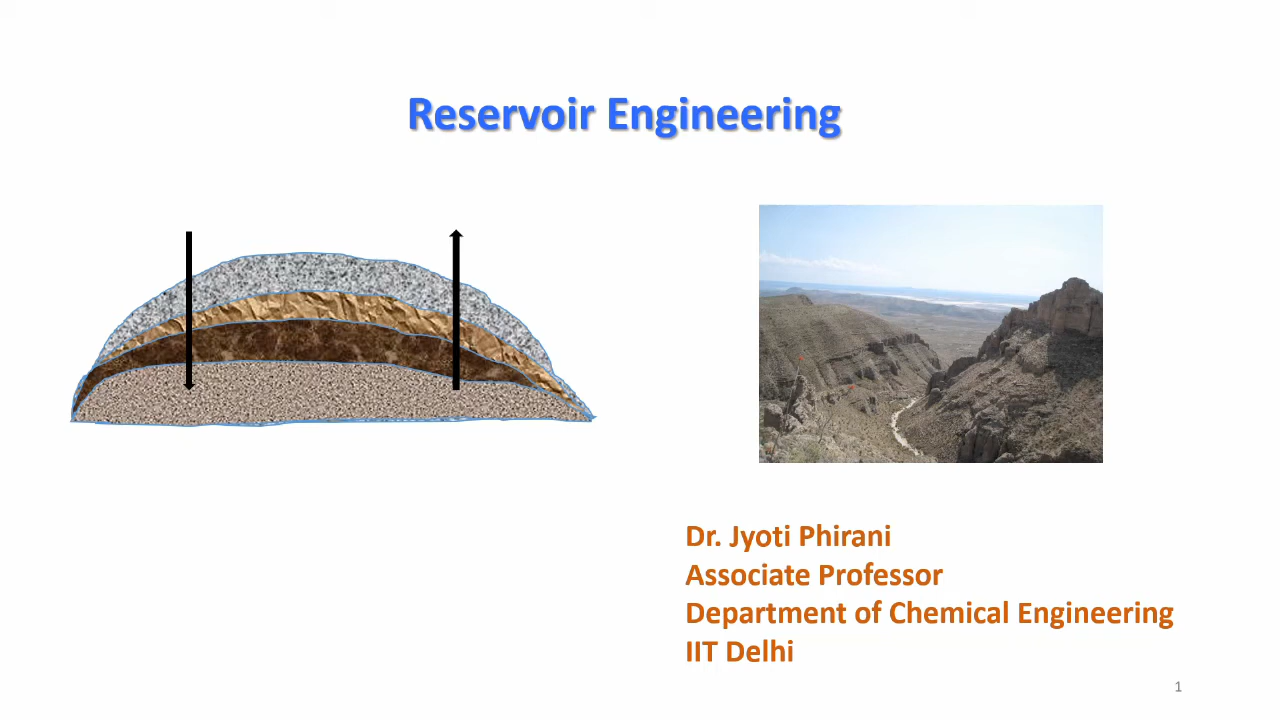 Reservoir Engineering
Dr. Jyoti Phirani
Associate Professor
Department of Chemical Engineering
IIT Delhi
1